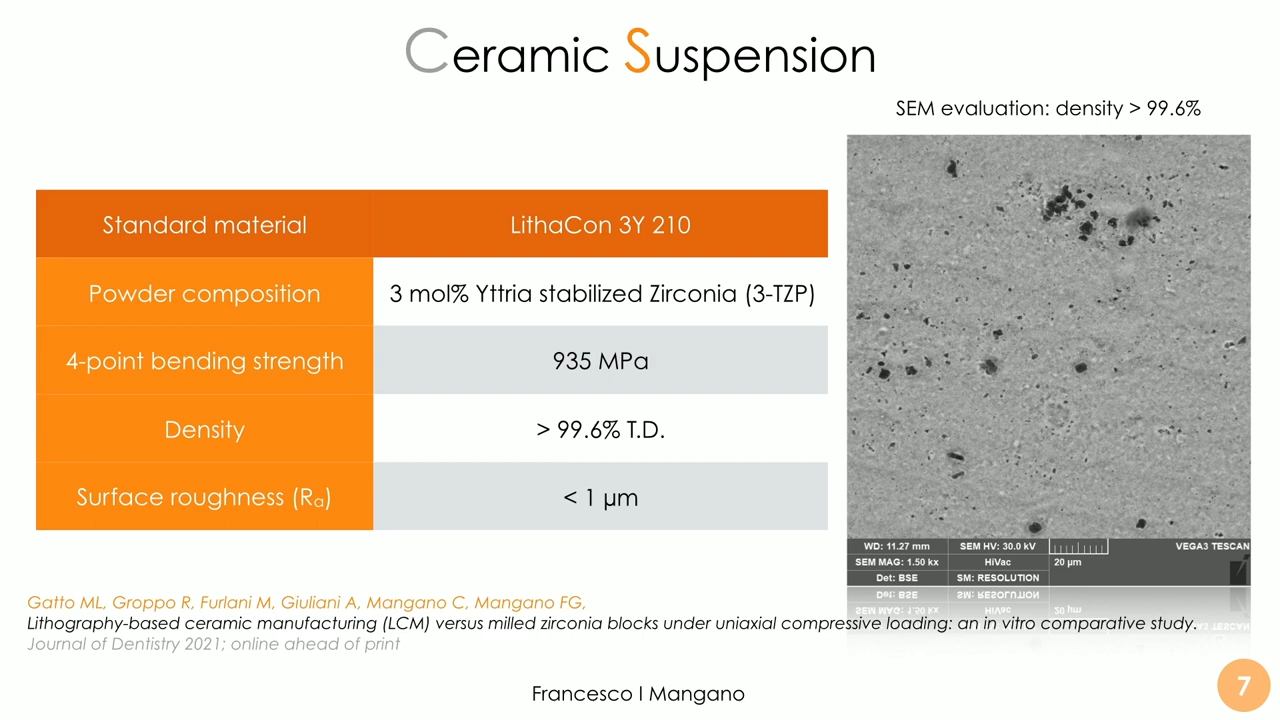 Ceramic Suspension
SEM evaluation: density > 99.6%
Standard material LithaCon 3Y 210
Powder composition 3 mol% Yttria stabilized Zirconia (3-TZP)
4-point bending strength 935 MPa
Density > 99.6% T.D.
Surface roughness (Ra) < 1 µm
WD: 11.27 mm SEM HV: 30.0 kV VEGA3 TESCAN
SEM MAG: 1.50 kx HiVac 20 µm
Det: BSE SM: RESOLUTION
Gatto ML, Groppo R, Furlani M, Giuliani A, Mangano C, Mangano FG,
Lithography-based ceramic manufacturing (LCM) versus milled zirconia blocks under uniaxial compressive loading: an in vitro comparative study.
Journal of Dentistry 2021; online ahead of print
Francesco I Mangano
7